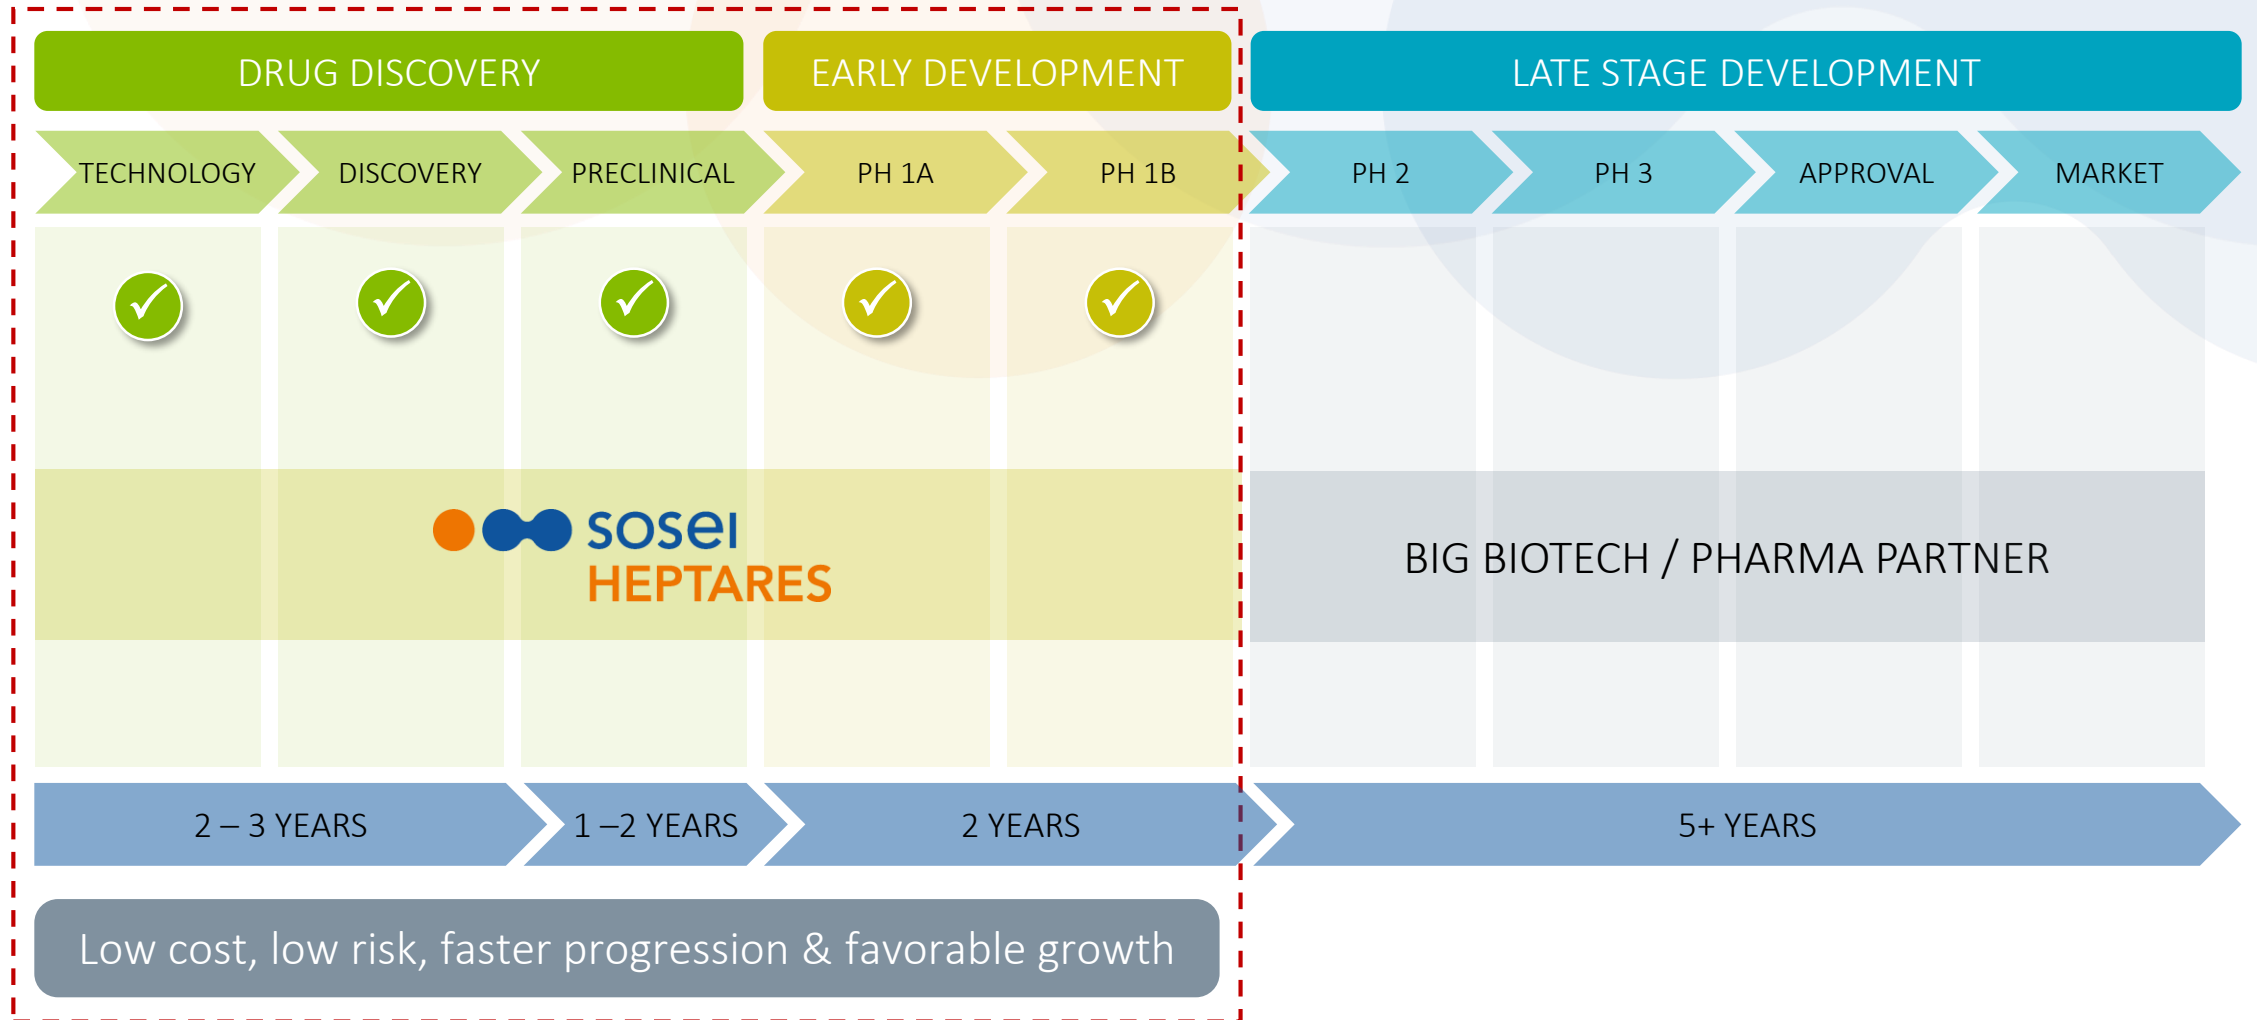 DRUG DISCOVERY
EARLY DEVELOPMENT
LATE STAGE DEVELOPMENT
TECHNOLOGY
DISCOVERY
PRECLINICAL
PH 1A
PH 1B
PH 2
PH 3
APPROVAL
MARKET
sosei
HEPTARES
BIG BIOTECH / PHARMA PARTNER
2 – 3 YEARS
1 –2 YEARS
2 YEARS
5+ YEARS
Low cost, low risk, faster progression & favorable growth